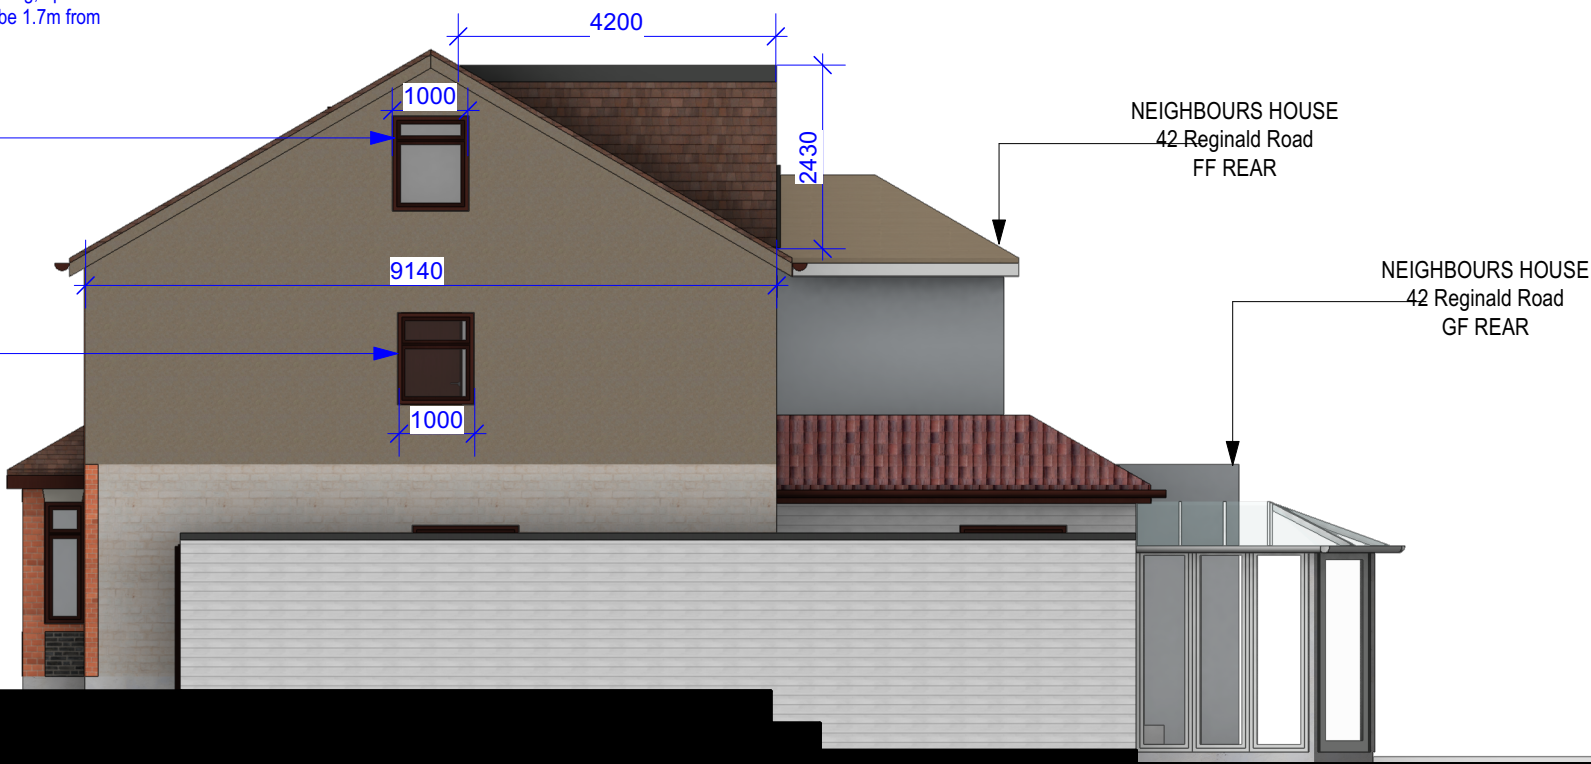 be 1.7m from
4200
1000
2430
NEIGHBOURS HOUSE
42 Reginald Road
FF REAR
9140
NEIGHBOURS HOUSE
42 Reginald Road
GF REAR
1000